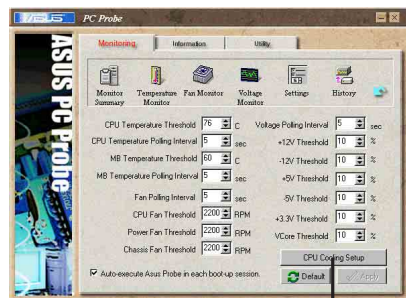 ASUS PC Probe
Monitoring Information Utility
ASUS PC Probe
Monitor Summary Temperature Monitor Fan Monitor Voltage Monitor Settings History
CPU Temperature Threshold 76 C Voltage Polling Interval 5 sec
CPU Temperature Polling Interval 5 sec +12V Threshold 10 %
MB Temperature Threshold 60 C -12V Threshold 10 %
MB Temperature Polling Interval 5 sec +5V Threshold 10 %
Fan Polling Interval 5 sec -5V Threshold 10 %
CPU Fan Threshold 2200 RPM +3.3V Threshold 10 %
Power Fan Threshold 2200 RPM VCore Threshold 10 %
Chassis Fan Threshold 2200 RPM CPU Cooling Setup
Auto-execute Asus Probe in each boot-up session. Default Apply